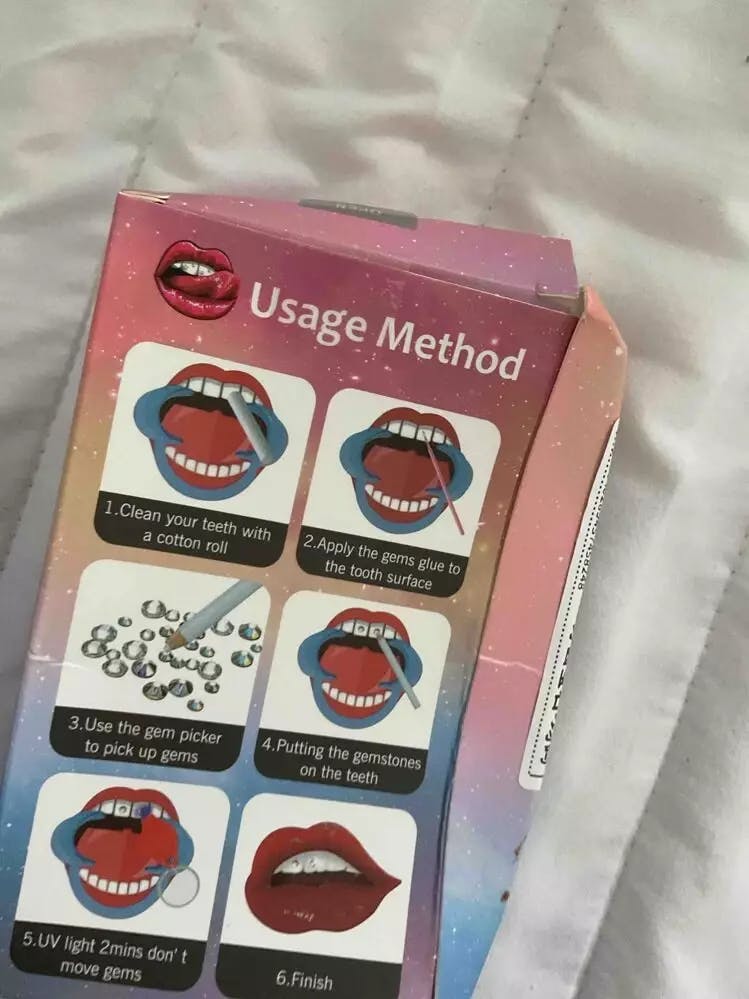 OPEN
Usage Method
1.Clean your teeth with
a cotton roll
2.Apply the gems glue to
the tooth surface
3.Use the gem picker
to pick up gems
4.Putting the gemstones
on the teeth
5.UV light 2mins don't
move gems
6.Finish